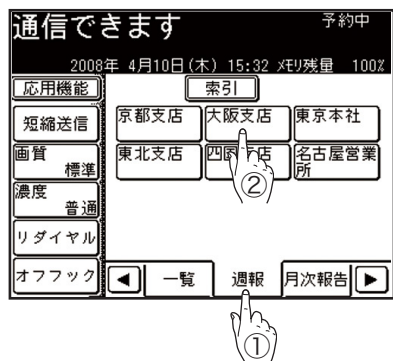 通信できます
予約中
2008年 4月10日(木) 15:32 メモリ残量 100%
応用機能
索引
短縮送信
京都支店
大阪支店
東京本社
画質
標準
東北支店
店
名古屋営業
所
濃度
普通
②
リダイヤル
オフフック
◀
一覧
週報
月次報告
▶
①